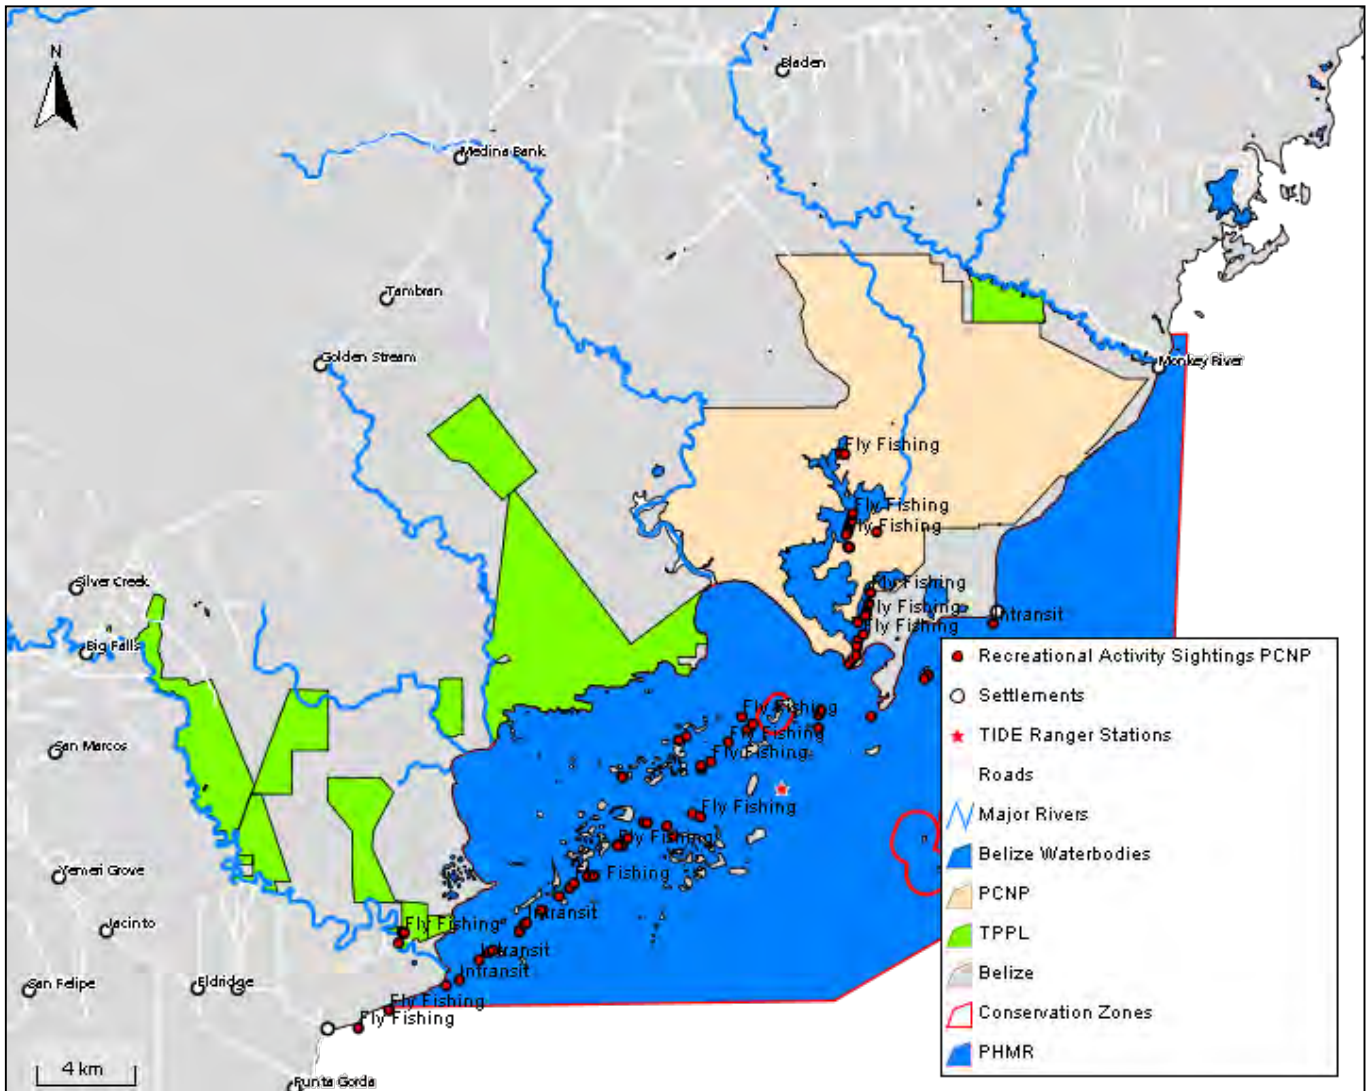 N
Bladen
Medina Bank
Tambran
Golden Stream
Monkey River
Fly Fishing
Fly Fishing
Fly Fishing
Silver Creek
Fly Fishing
Fly Fishing
Intransit
Fly Fishing
Big Falls
Recreational Activity Sightings PCNP
Settlements
Fly Fishing
TIDE Ranger Stations
Fly Fishing
San Marcos
Fly Fishing
Roads
Fly Fishing
Major Rivers
Fly Fishing
Belize Waterbodies
Yemeri Grove
Fishing
PCNP
Intransit
Jacinto
Fly Fishing
TPPL
Intransit
Belize
Intransit
San Felipe
Eldridge
Fly Fishing
Conservation Zones
Fly Fishing
PHMR
4 km
Punta Gorda